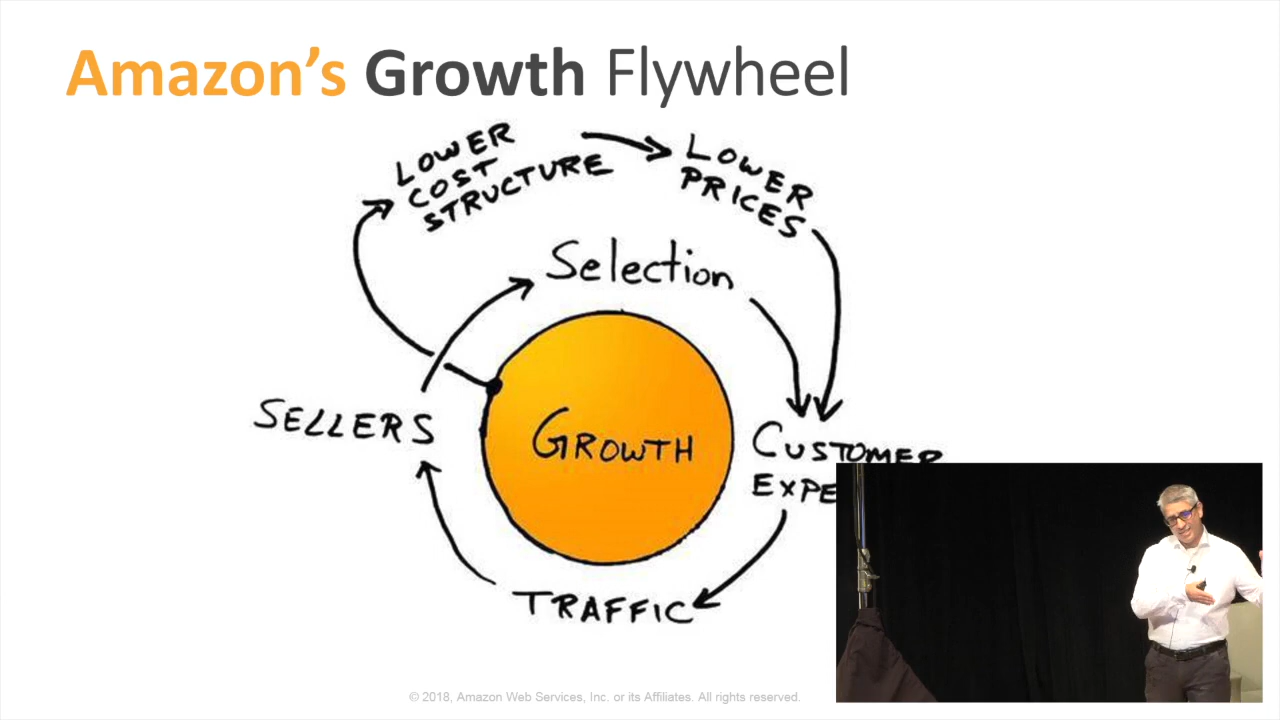 Amazon's Growth Flywheel
LOWER
COST
STRUCTURE
LOWER
PRICES
Selection
SELLERS
GROWTH
CUSTOMER
EXPE
TRAFFIC
© 2018, Amazon Web Services, Inc. or its Affiliates. All rights reserved.